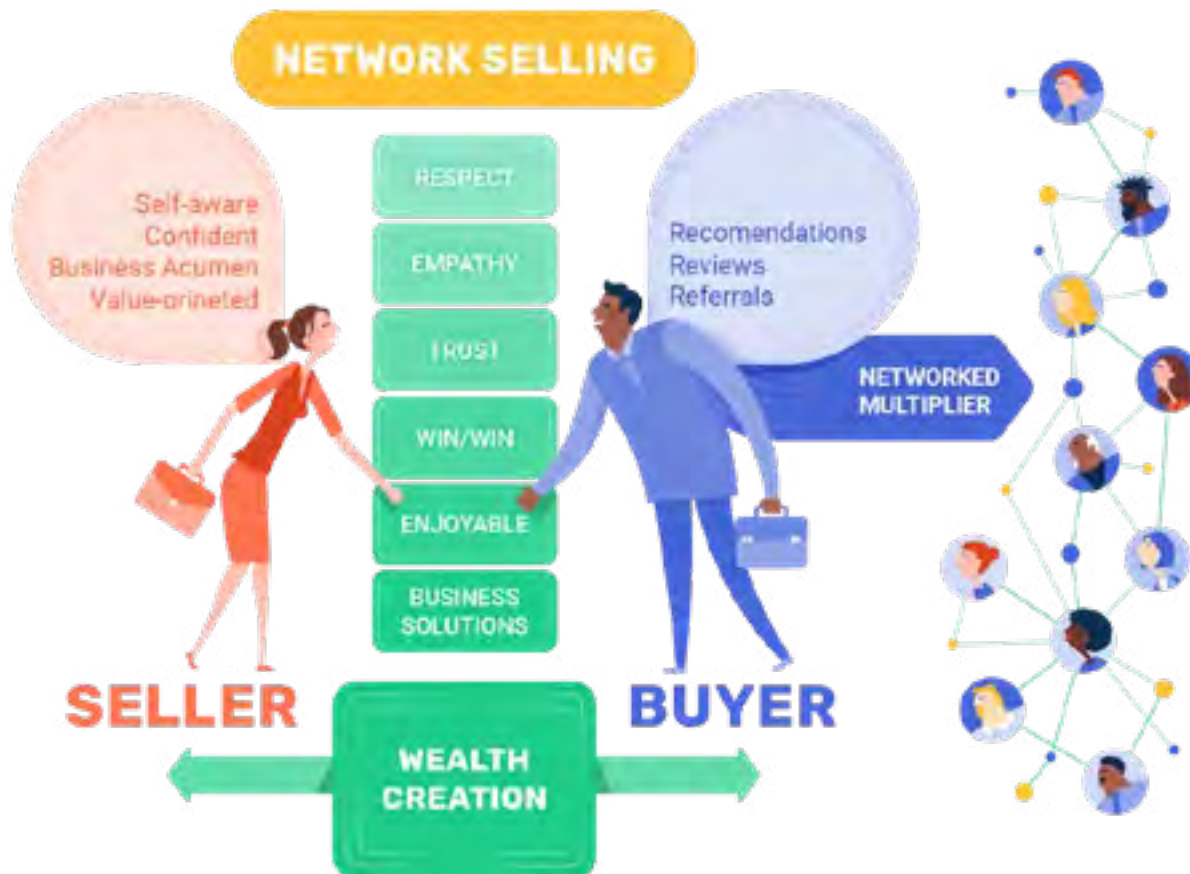 NETWORK SELLING
Self-aware
Confident
Business Acumen
Value-orineted
RESPECT
EMPATHY
TRUST
WIN/WIN
ENJOYABLE
BUSINESS
SOLUTIONS
Recomendations
Reviews
Referrals
NETWORKED
MULTIPLIER
SELLER
BUYER
WEALTH
CREATION